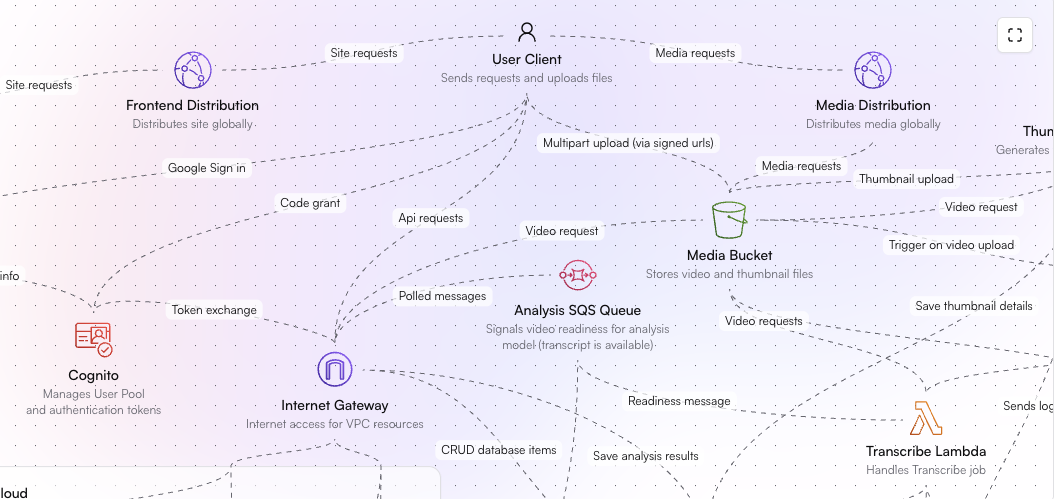 User Client
Sends requests and uploads files
Site requests
Media requests
Site requests
Frontend Distribution
Distributes site globally
Media Distribution
Distributes media globally
Thum
Generates
Multipart upload (via signed urls)
Google Sign in
Media requests
Thumbnail upload
Code grant
Api requests
Video request
Video request
Trigger on video upload
Media Bucket
Stores video and thumbnail files
info
Token exchange
Polled messages
Analysis SQS Queue
Signals video readiness for analysis
model (transcript is available)
Save thumbnail details
Video requests
Cognito
Manages User Pool
and authentication tokens
Internet Gateway
Internet access for VPC resources
Readiness message
Sends log
CRUD database items
Save analysis results
Transcribe Lambda
Handles Transcribe job
loud